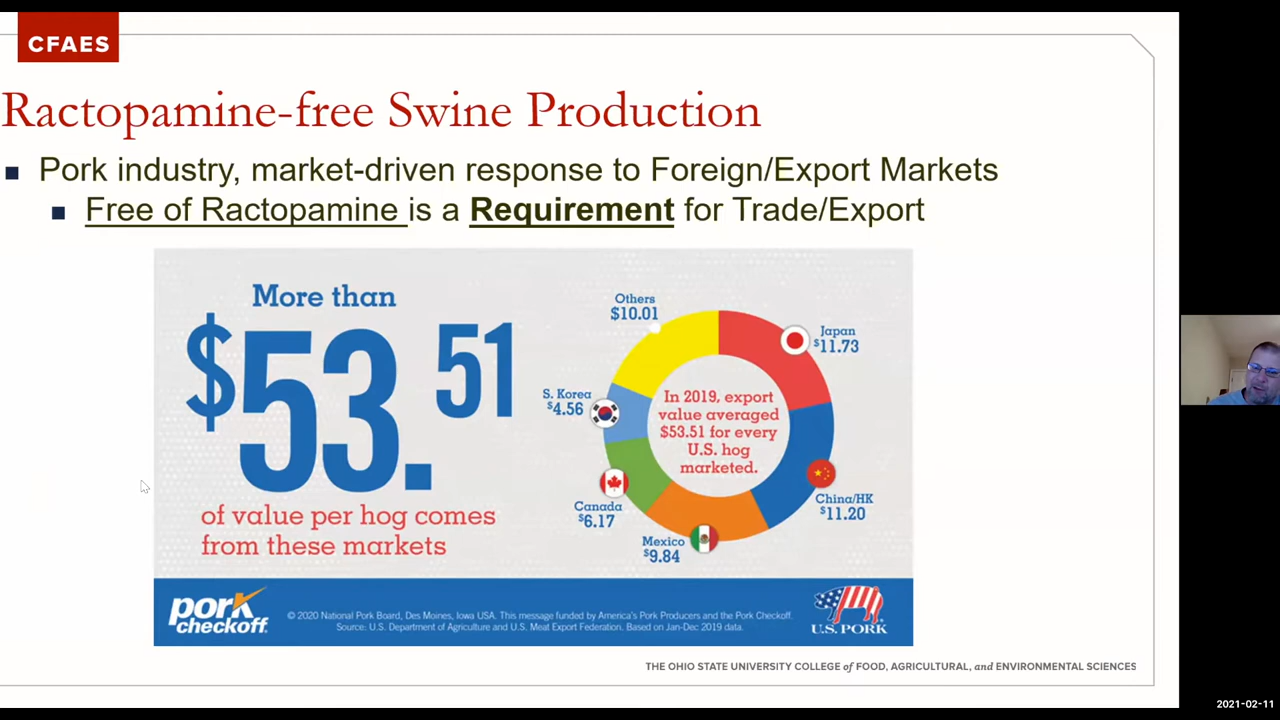 CFAES
Ractopamine-free Swine Production
Pork industry, market-driven response to Foreign/Export Markets
Free of Ractopamine is a Requirement for Trade/Export
More than
$53.51
of value per hog comes
from these markets
Others
$10.01
Japan
$11.73
S. Korea
$4.56
In 2019, export
value averaged
$53.51 for every
U.S. hog
marketed.
China/HK
$11.20
Canada
$6.17
Mexico
$9.84
pork
checkoff
© 2020 National Pork Board, Des Moines, Iowa USA. This message funded by America's Pork Producers and the Pork Checkoff.
Source: U.S. Department of Agriculture and U.S. Meat Export Federation. Based on Jan-Dec 2019 data.
U.S. PORK
THE OHIO STATE UNIVERSITY COLLEGE of FOOD, AGRICULTURAL, and ENVIRONMENTAL SCIENCES
2021-02-11